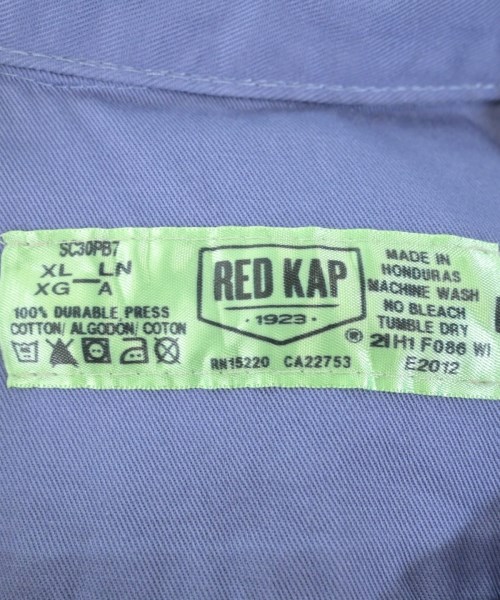 SC30PB7
XL—LN
XG—A
100% DURABLE PRESS
COTTON/ ALGODON/ COTON
RED KAP
·1923·
®
RN15220 CA22753
MADE IN
HONDURAS
MACHINE WASH
NO BLEACH
TUMBLE DRY
21H1 F086 WI
E2012